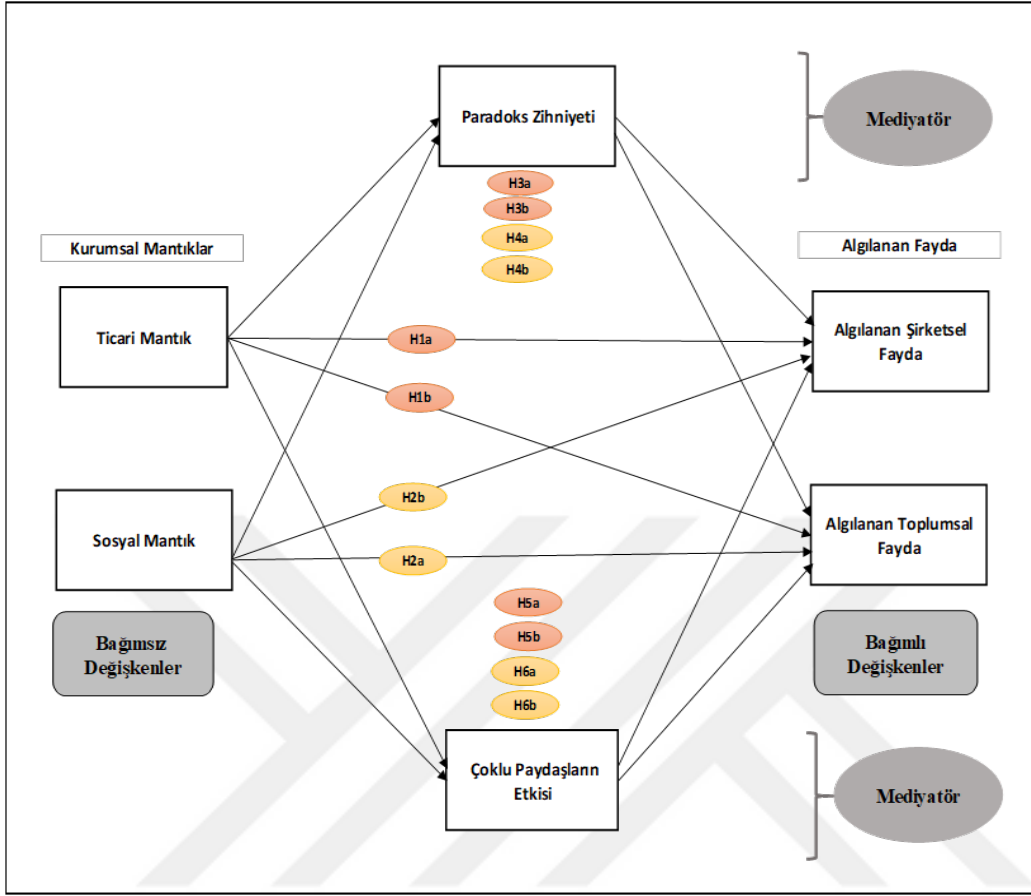 Paradoks Zihniyeti
Mediyatör
H3a
H3b
H4a
H4b
Kurumsal Mantıklar
Algılanan Fayda
Ticari Mantık
H1a
Algılanan Şirketsel
Fayda
H1b
H2b
Sosyal Mantık
H2a
Algılanan Toplumsal
Fayda
H5a
H5b
H6a
H6b
Bağımsız
Değişkenler
Bağımlı
Değişkenler
Çoklu Paydaşların
Etkisi
Mediyatör